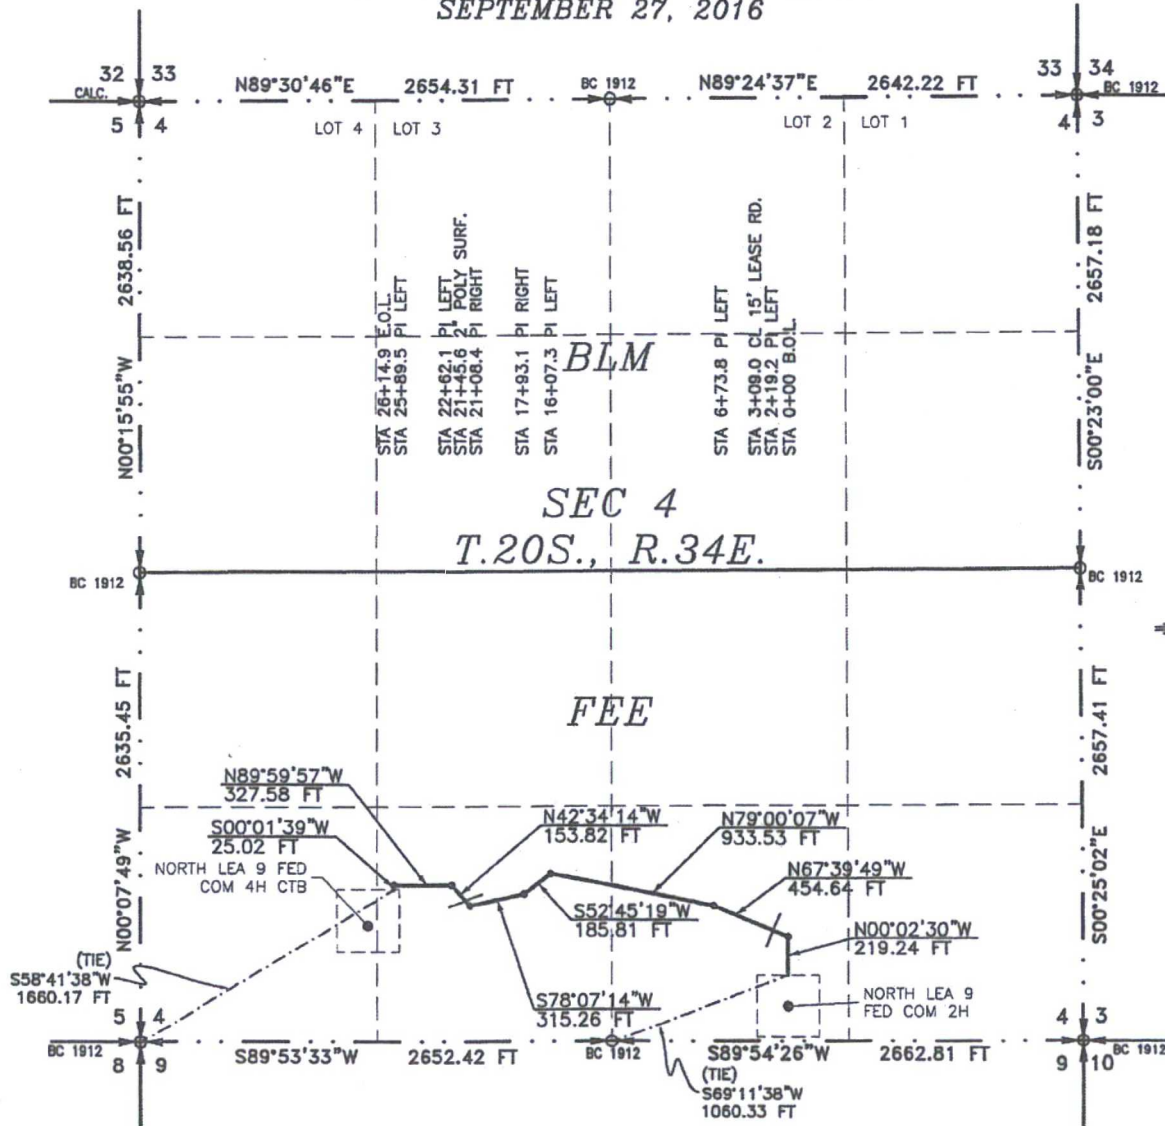 SEPTEMBER 27, 2016
32 33
33 34
CALC.
N89°30'46"E 2654.31 FT
BC 1912
N89°24'37"E 2642.22 FT
BC 1912
5 4
LOT 4 LOT 3
LOT 2 LOT 1
4 3
2638.56 FT
N00°15'55"W
2657.18 FT
S00°23'00"E
STA 26+14.9 E.O.L.
STA 25+89.5 PI LEFT
STA 22+62.1 PI LEFT
STA 21+45.6 2" POLY SURF.
STA 21+08.4 PI RIGHT
STA 17+93.1 PI RIGHT
STA 16+07.3 PI LEFT
STA 6+73.8 PI LEFT
STA 3+09.0 CL 15' LEASE RD.
STA 2+19.2 PI LEFT
STA 0+00 B.O.L.
BLM
SEC 4
T.20S., R.34E.
BC 1912
BC 1912
FEE
2635.45 FT
N00°07'49"W
2657.41 FT
S00°25'02"E
N89°59'57"W
327.58 FT
S00°01'39"W
25.02 FT
NORTH LEA 9 FED
COM 4H CTB
N42°34'14"W
153.82 FT
N79°00'07"W
933.53 FT
N67°39'49"W
454.64 FT
S52°45'19"W
185.81 FT
N00°02'30"W
219.24 FT
(TIE)
S58°41'38"W
1660.17 FT
S78°07'14"W
315.26 FT
NORTH LEA 9
FED COM 2H
5 4
4 3
BC 1912
S89°53'33"W 2652.42 FT
BC 1912
S89°54'26"W 2662.81 FT
BC 1912
8 9
9 10
(TIE)
S69°11'38"W
1060.33 FT